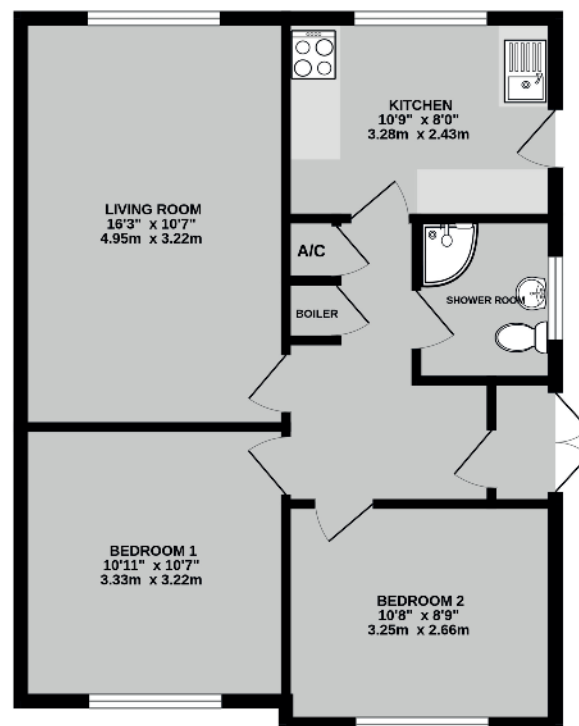 KITCHEN
10'9" x 8'0"
3.28m x 2.43m
LIVING ROOM
16'3" x 10'7"
4.95m x 3.22m
A/C
BOILER
SHOWER ROOM
BEDROOM 1
10'11" x 10'7"
3.33m x 3.22m
BEDROOM 2
10'8" x 8'9"
3.25m x 2.66m